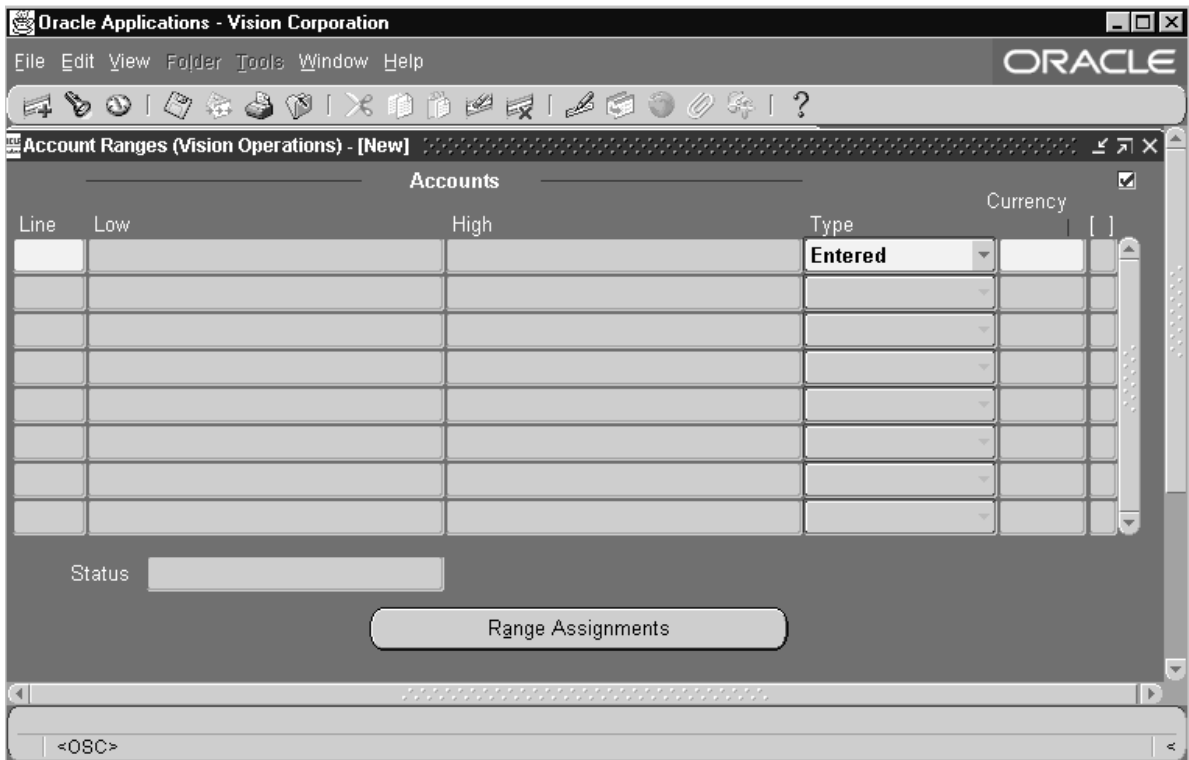 Oracle Applications - Vision Corporation
File Edit View Folder Tools Window Help
ORACLE
Account Ranges (Vision Operations) - [New]
Accounts
Currency
Line Low High Type [ ]
Entered
Status
Range Assignments
<OSC>
<